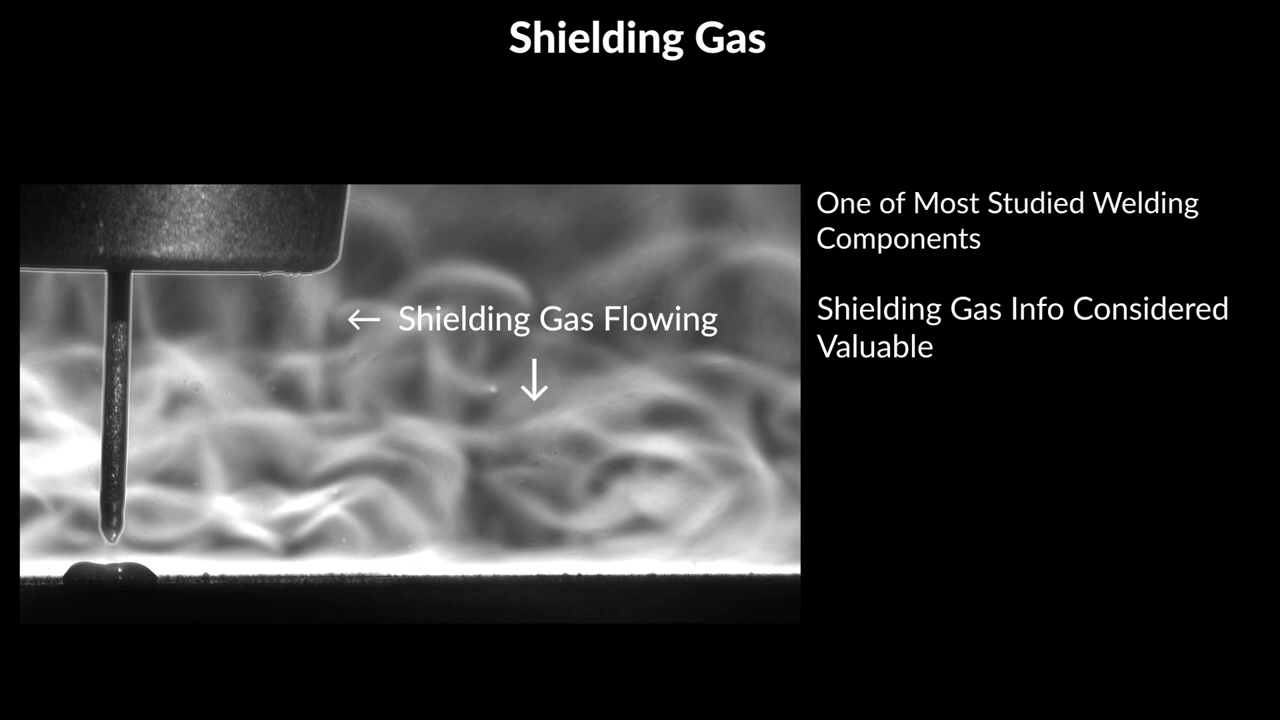 Shielding Gas
← Shielding Gas Flowing
↓
One of Most Studied Welding
Components
Shielding Gas Info Considered
Valuable